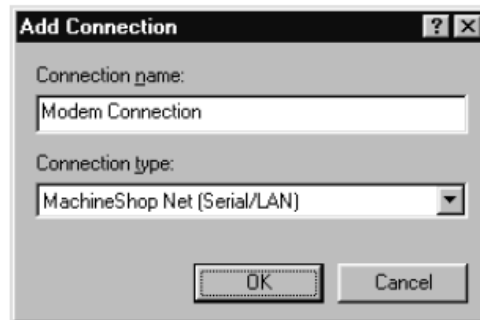 Add Connection
Connection name:
Modem Connection
Connection type:
MachineShop Net (Serial/LAN)
OK Cancel